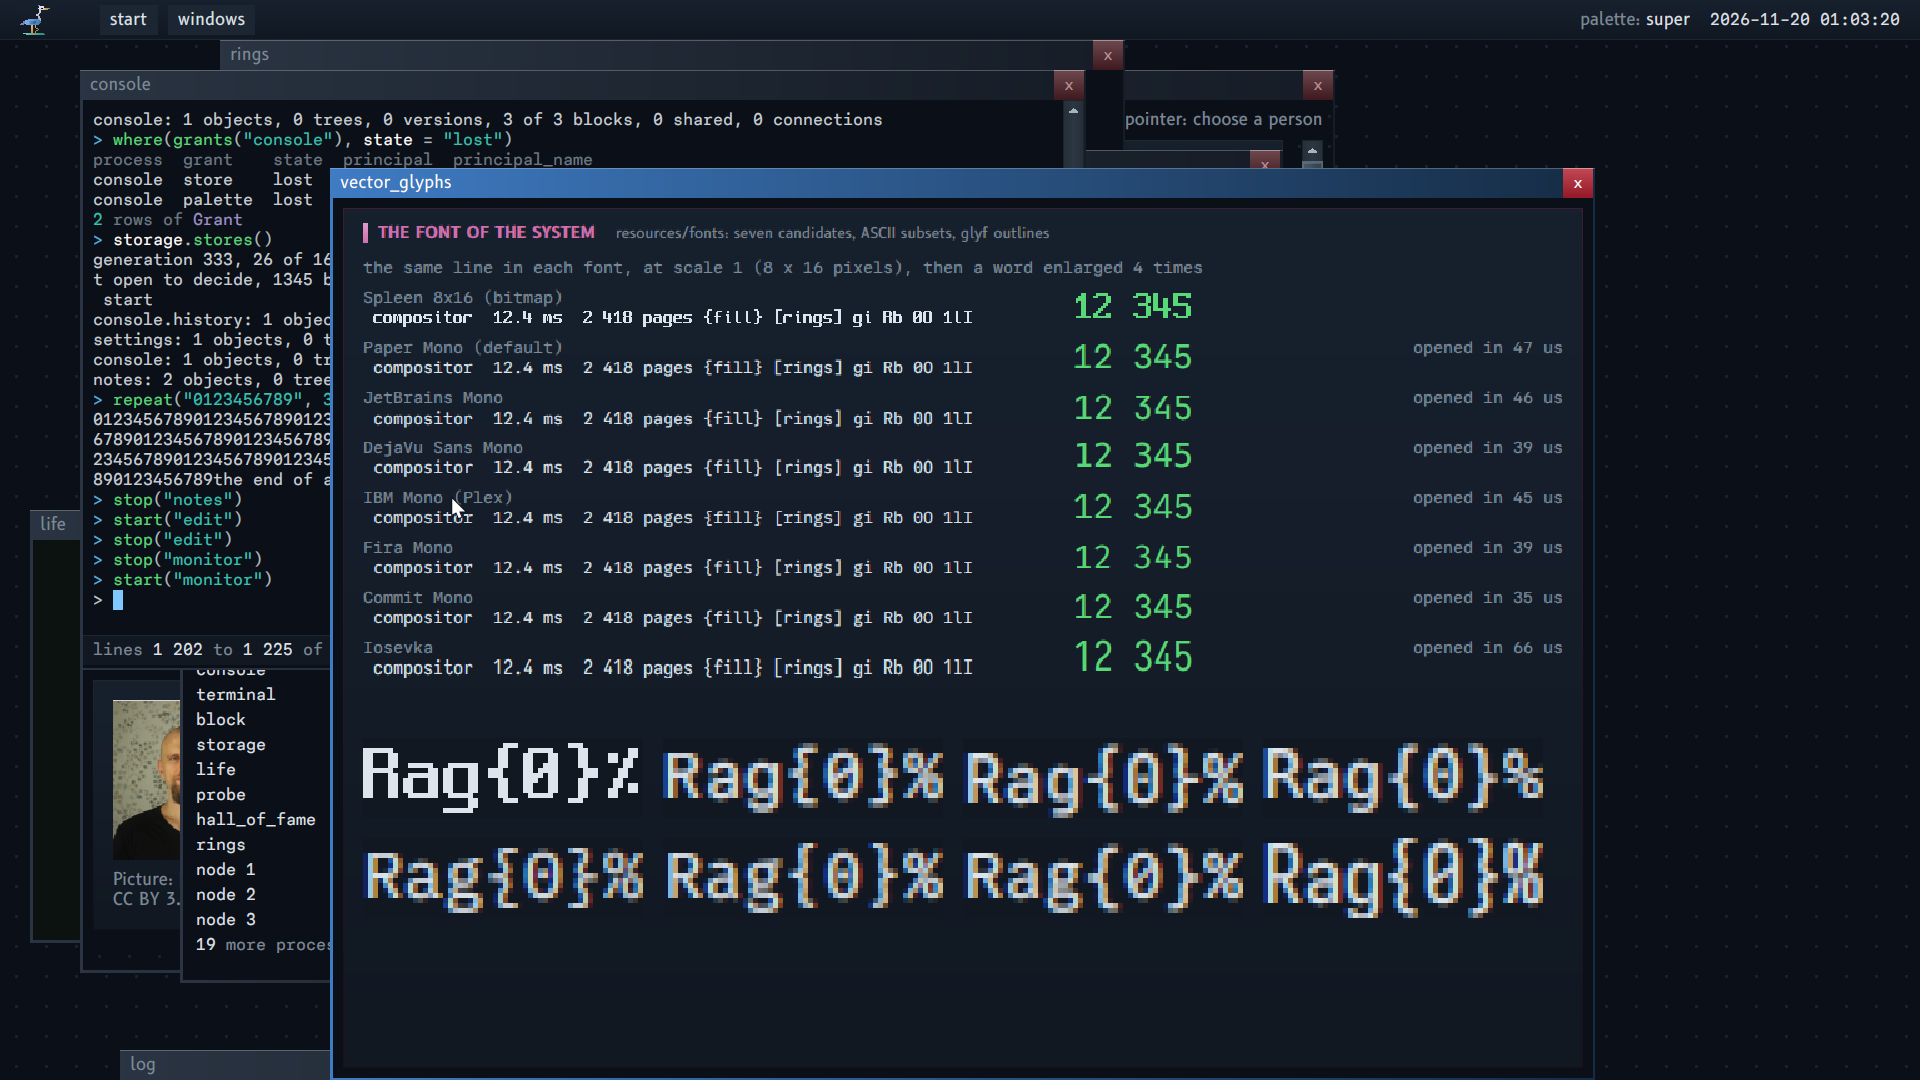 start windows palette: super 2026-11-20 01:03:20
rings x
console x
x
console: 1 objects, 0 trees, 0 versions, 3 of 3 blocks, 0 shared, 0 connections
pointer: choose a person
> where(grants("console"), state = "lost")
process grant state principal principal_name
x
console store lost
console palette lost
2 rows of Grant
> storage.stores()
generation 333, 26 of 16
t open to decide, 1345 b
start
console.history: 1 objec
settings: 1 objects, 0 t
console: 1 objects, 0 tr
notes: 2 objects, 0 tree
> repeat("0123456789", 3
012345678901234567890123
678901234567890123456789
234567890123456789012345
890123456789the end of a
> stop("notes")
> start("edit")
> stop("edit")
> stop("monitor")
> start("monitor")
>
lines 1 202 to 1 225 of
life
vector_glyphs x
THE FONT OF THE SYSTEM resources/fonts: seven candidates, ASCII subsets, glyf outlines
the same line in each font, at scale 1 (8 x 16 pixels), then a word enlarged 4 times
Spleen 8x16 (bitmap)
compositor 12.4 ms 2 418 pages {fill} [rings] gi Rb 0O 1lI 12 345
Paper Mono (default) opened in 47 us
compositor 12.4 ms 2 418 pages {fill} [rings] gi Rb 0O 1lI 12 345
JetBrains Mono opened in 46 us
compositor 12.4 ms 2 418 pages {fill} [rings] gi Rb 0O 1lI 12 345
DejaVu Sans Mono opened in 39 us
compositor 12.4 ms 2 418 pages {fill} [rings] gi Rb 0O 1lI 12 345
IBM Mono (Plex) opened in 45 us
compositor 12.4 ms 2 418 pages {fill} [rings] gi Rb 0O 1lI 12 345
Fira Mono opened in 39 us
compositor 12.4 ms 2 418 pages {fill} [rings] gi Rb 0O 1lI 12 345
Commit Mono opened in 35 us
compositor 12.4 ms 2 418 pages {fill} [rings] gi Rb 0O 1lI 12 345
Iosevka opened in 66 us
compositor 12.4 ms 2 418 pages {fill} [rings] gi Rb 0O 1lI 12 345
Rag{0}% Rag{0}% Rag{0}% Rag{0}%
Rag{0}% Rag{0}% Rag{0}% Rag{0}%
console
terminal
block
storage
life
probe
hall_of_fame
rings
node 1
node 2
node 3
19 more proces
Picture:
CC BY 3.
log